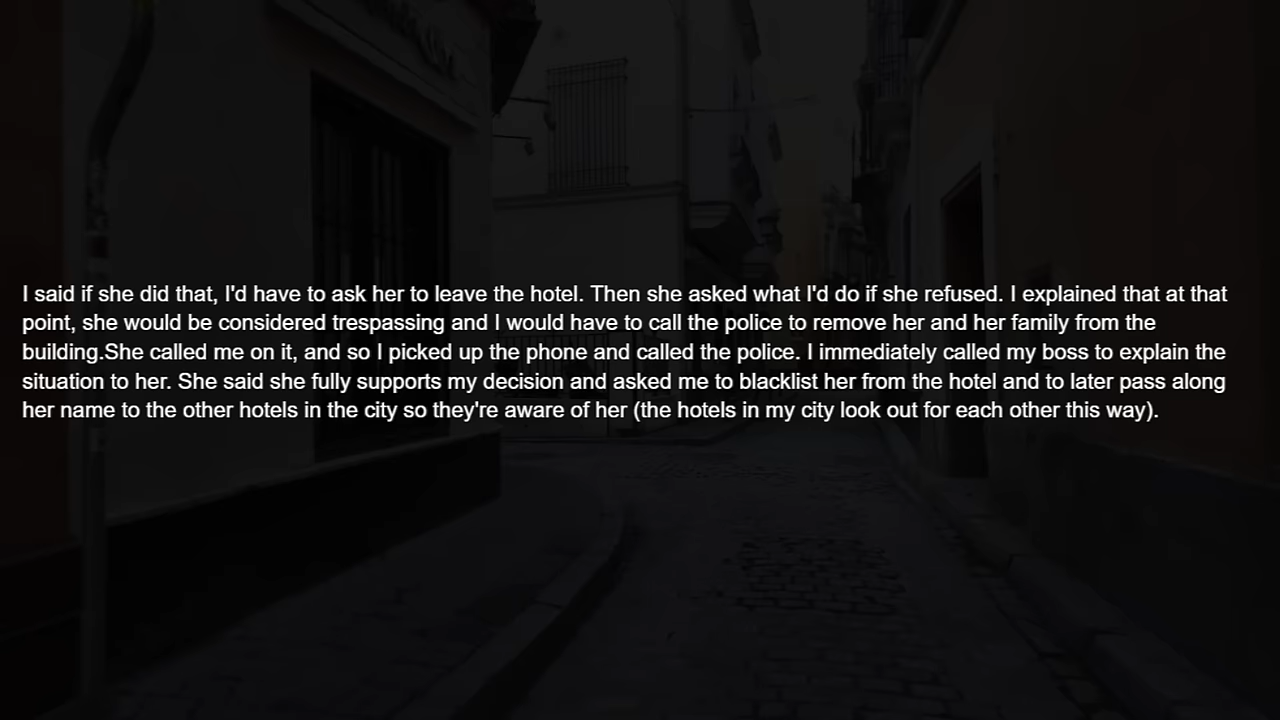 I said if she did that, I'd have to ask her to leave the hotel. Then she asked what I'd do if she refused. I explained that at that
point, she would be considered trespassing and I would have to call the police to remove her and her family from the
building.She called me on it, and so I picked up the phone and called the police. I immediately called my boss to explain the
situation to her. She said she fully supports my decision and asked me to blacklist her from the hotel and to later pass along
her name to the other hotels in the city so they're aware of her (the hotels in my city look out for each other this way).